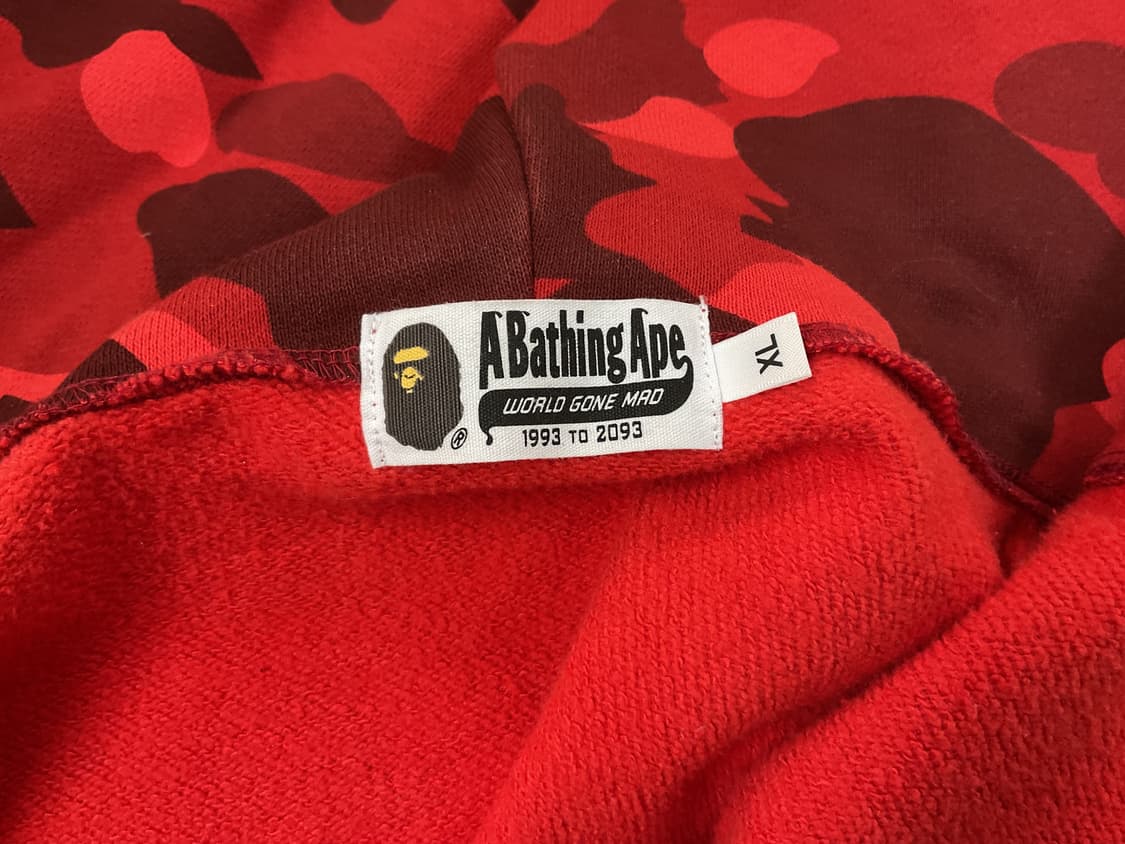 A Bathing Ape
WORLD GONE MAD
1993 TO 2093
®
XL